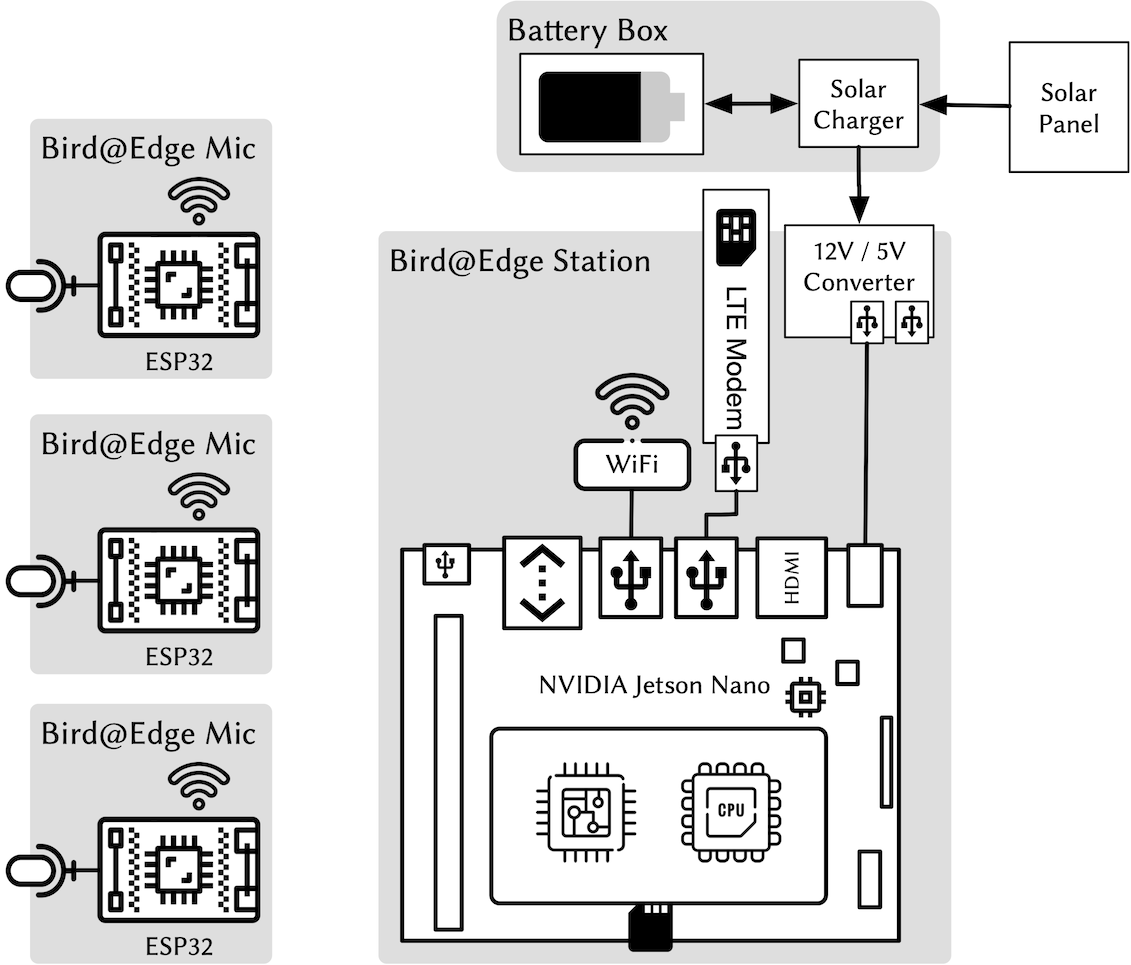 Battery Box
Solar
Charger
Solar
Panel
Bird@Edge Mic
ESP32
Bird@Edge Mic
ESP32
Bird@Edge Mic
ESP32
Bird@Edge Station
LTE Modem
12V / 5V
Converter
WiFi
HDMI
NVIDIA Jetson Nano
CPU